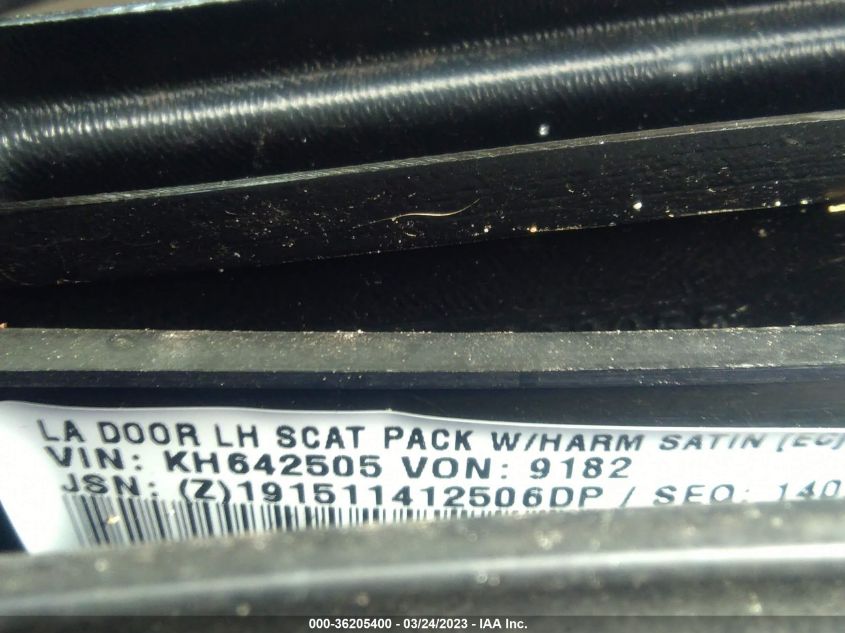 LA DOOR LH SCAT PACK W/HARM SATIN (EC)
VIN: KH642505 VON: 9182
JSN: (Z)191511412506DP / SEQ: 140
000-36205400 - 03/24/2023 - IAA Inc.